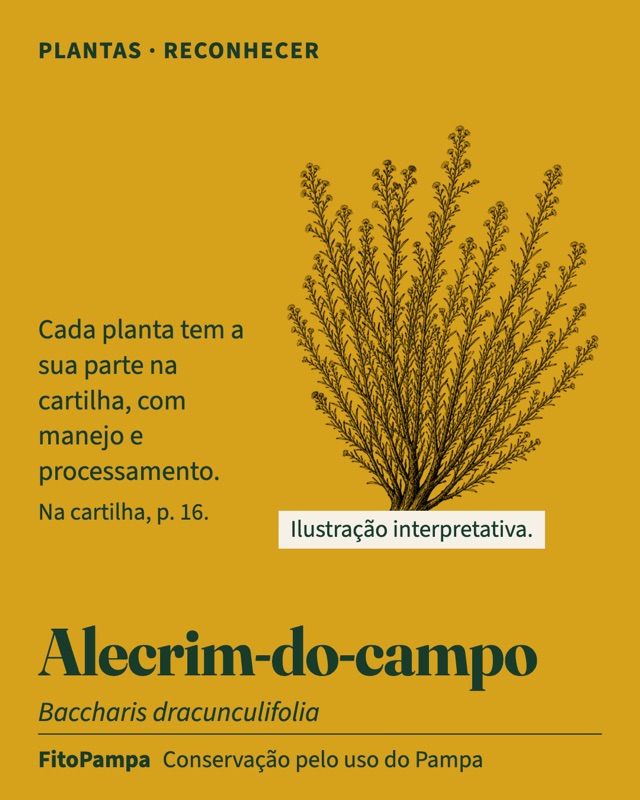 PLANTAS · RECONHECER
Cada planta tem a
sua parte na
cartilha, com
manejo e
processamento.
Na cartilha, p. 16.
Ilustração interpretativa.
Alecrim-do-campo
Baccharis dracunculifolia
FitoPampa Conservação pelo uso do Pampa